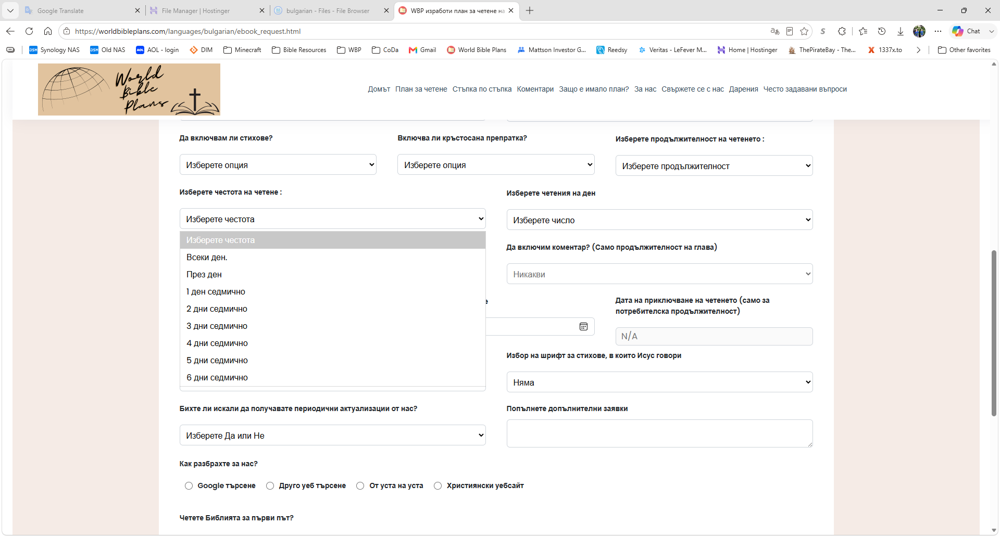 Google Translate
File Manager | Hostinger
bulgarian - Files - File Browser
WBP изработи план за четене на
https://worldbibleplans.com/languages/bulgarian/ebook_request.html
Chat
Synology NAS
Old NAS
AOL - login
DIM
Minecraft
Bible Resources
WBP
CoDa
Gmail
World Bible Plans
Mattson Investor G...
Reedsy
Veritas - LeFever M...
Home | Hostinger
ThePirateBay - The...
1337x.to
Other favorites
World
Bible
Plans
Домът План за четене Стъпка по стъпка Коментари Защо е имало план? За нас Свържете се с нас Дарения Често задавани въпроси
Да включвам ли стихове?
Включва ли кръстосана препратка?
Изберете продължителност на четенето :
Изберете опция
Изберете опция
Изберете продължителност
Изберете честота на четене :
Изберете четения на ден
Изберете честота
Изберете число
Изберете честота
Всеки ден.
През ден
1 ден седмично
2 дни седмично
3 дни седмично
4 дни седмично
5 дни седмично
6 дни седмично
Да включим коментар? (Само продължителност на глава)
Никакви
Дата на приключване на четенето (само за
потребителска продължителност)
N/A
Избор на шрифт за стихове, в които Исус говори
Няма
Бихте ли искали да получавате периодични актуализации от нас?
Попълнете допълнителни заявки
Изберете Да или Не
Как разбрахте за нас?
Google търсене
Друго уеб търсене
От уста на уста
Християнски уебсайт
Четете Библията за първи път?